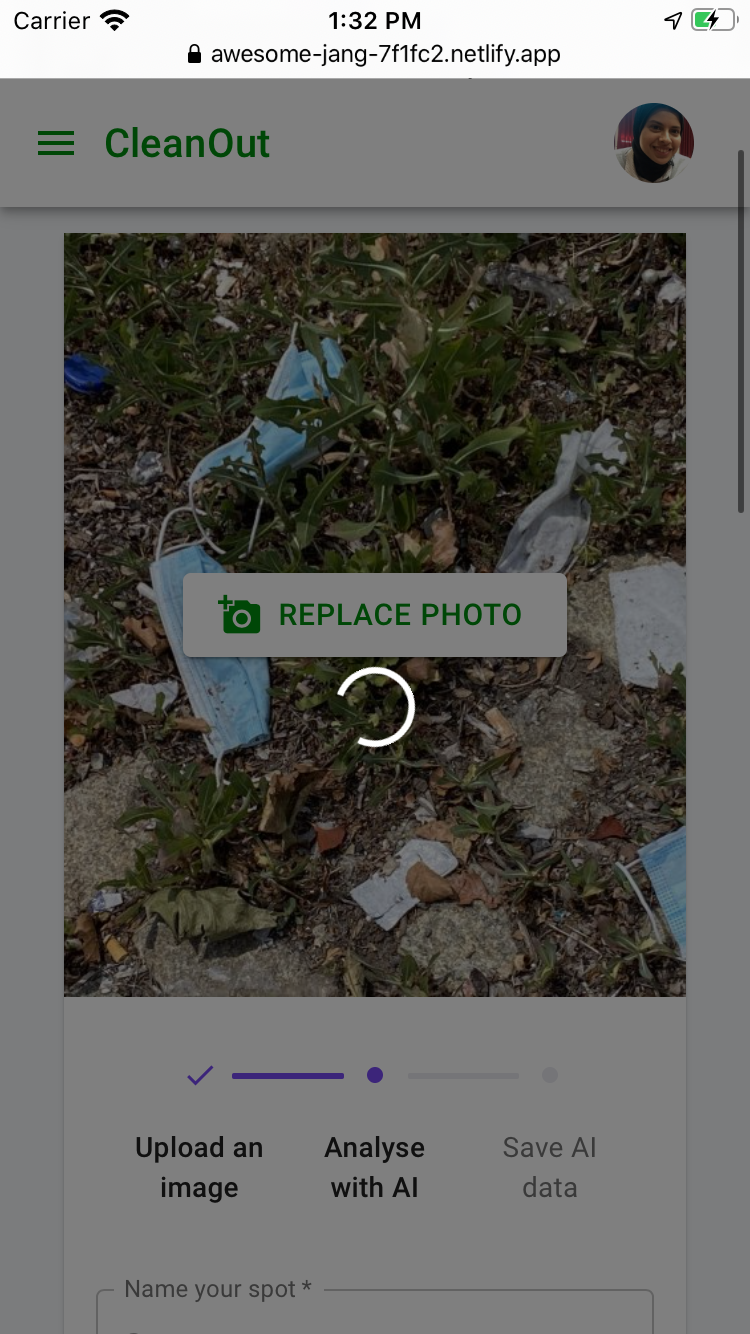 Carrier 1:32 PM
awesome-jang-7f1fc2.netlify.app
CleanOut
REPLACE PHOTO
Upload an image
Analyse with AI
Save AI data
Name your spot *